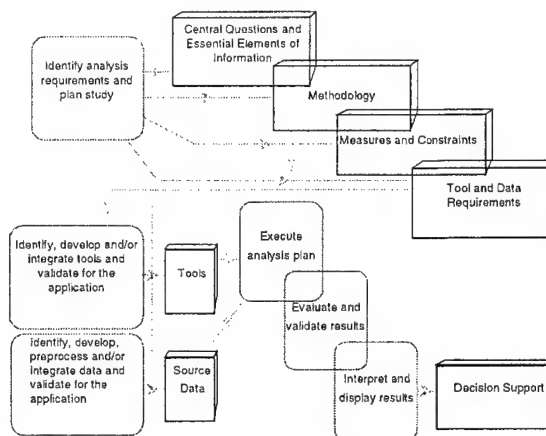 Central Questions and
Essential Elements of
Information
Identify analysis
requirements and
plan study
Methodology
Measures and Constraints
Tool and Data
Requirements
Execute
analysis plan
Identify, develop and/or
integrate tools and
validate for the
application
Tools
Evaluate and
validate results
Identify, develop,
preprocess and/or
integrate data and
validate for the
application
Source
Data
Interpret and
display results
Decision Support